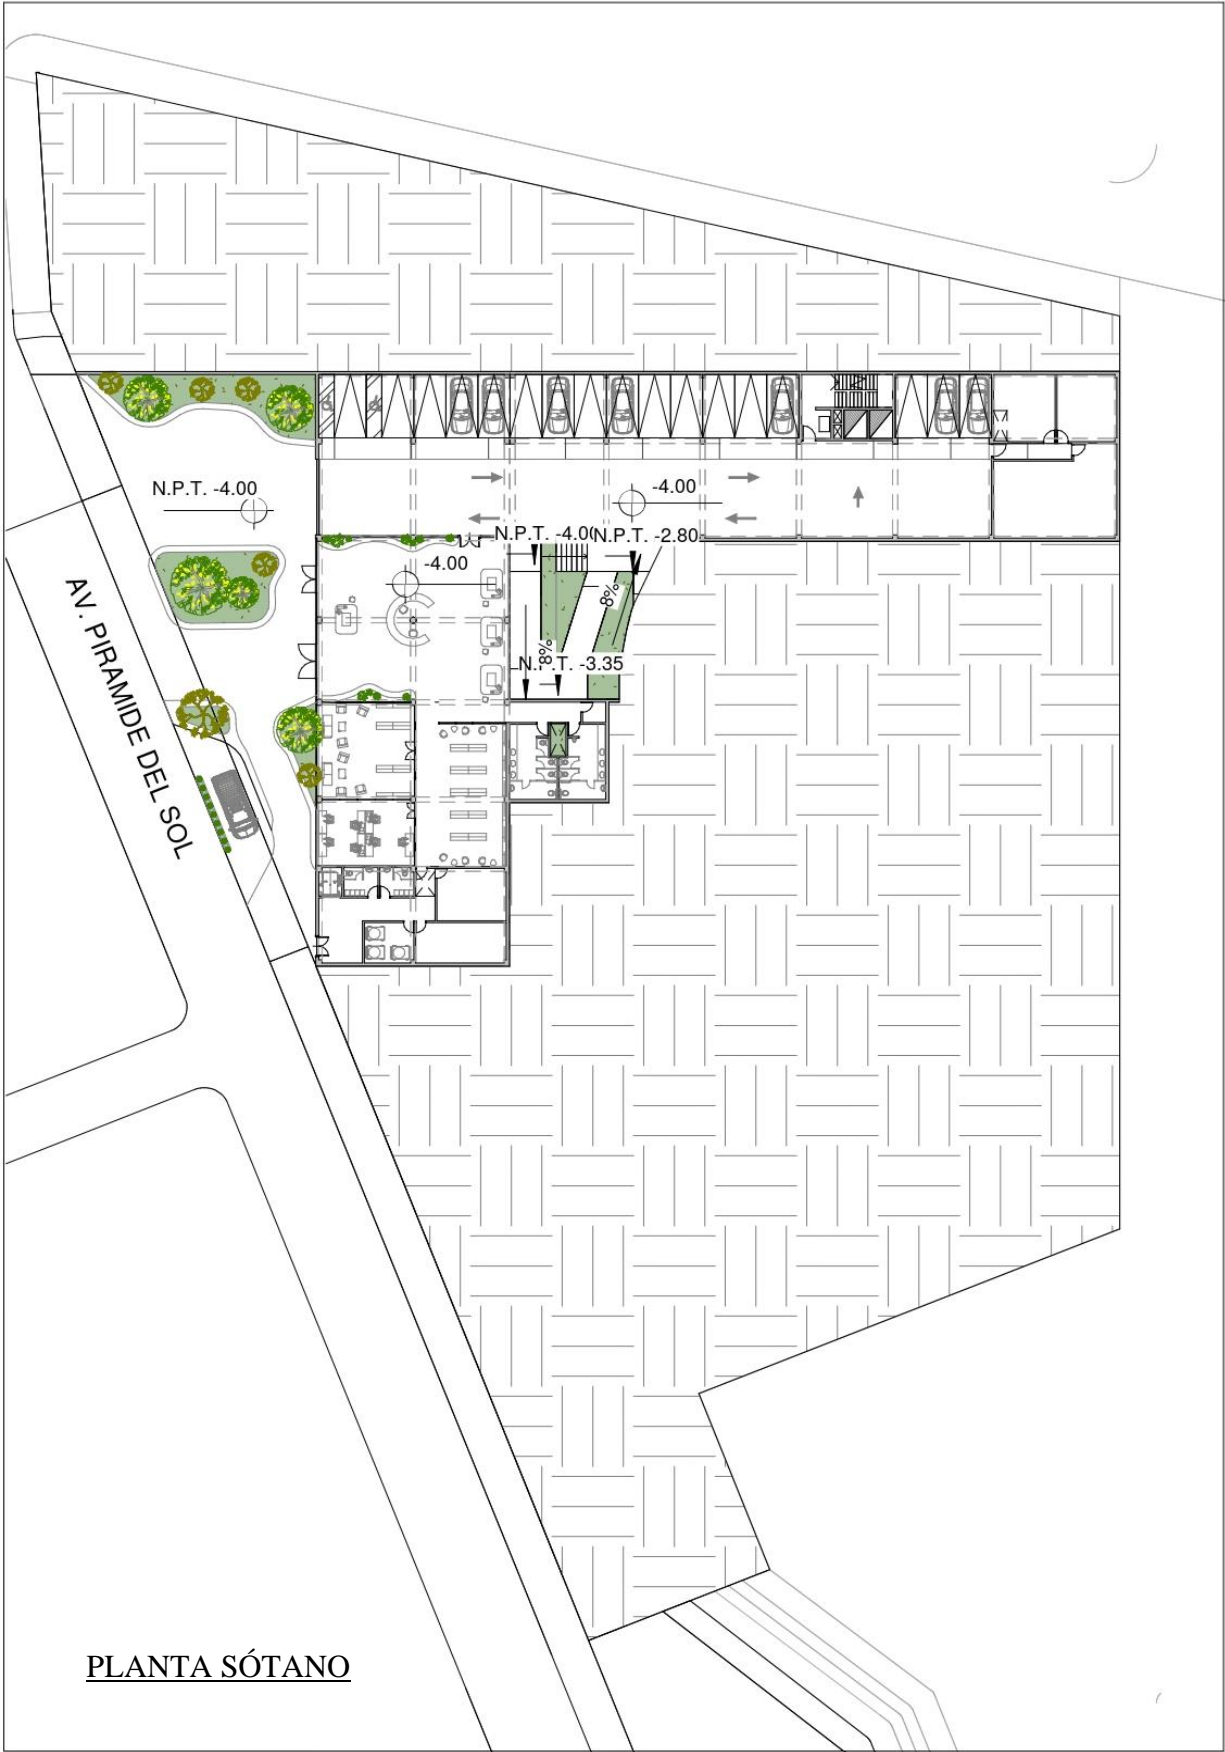 N.P.T. -4.00
-4.00
N.P.T. -4.00
N.P.T. -2.80
-4.00
8%
8%
N.P.T. -3.35
AV. PIRAMIDE DEL SOL
PLANTA SÓTANO